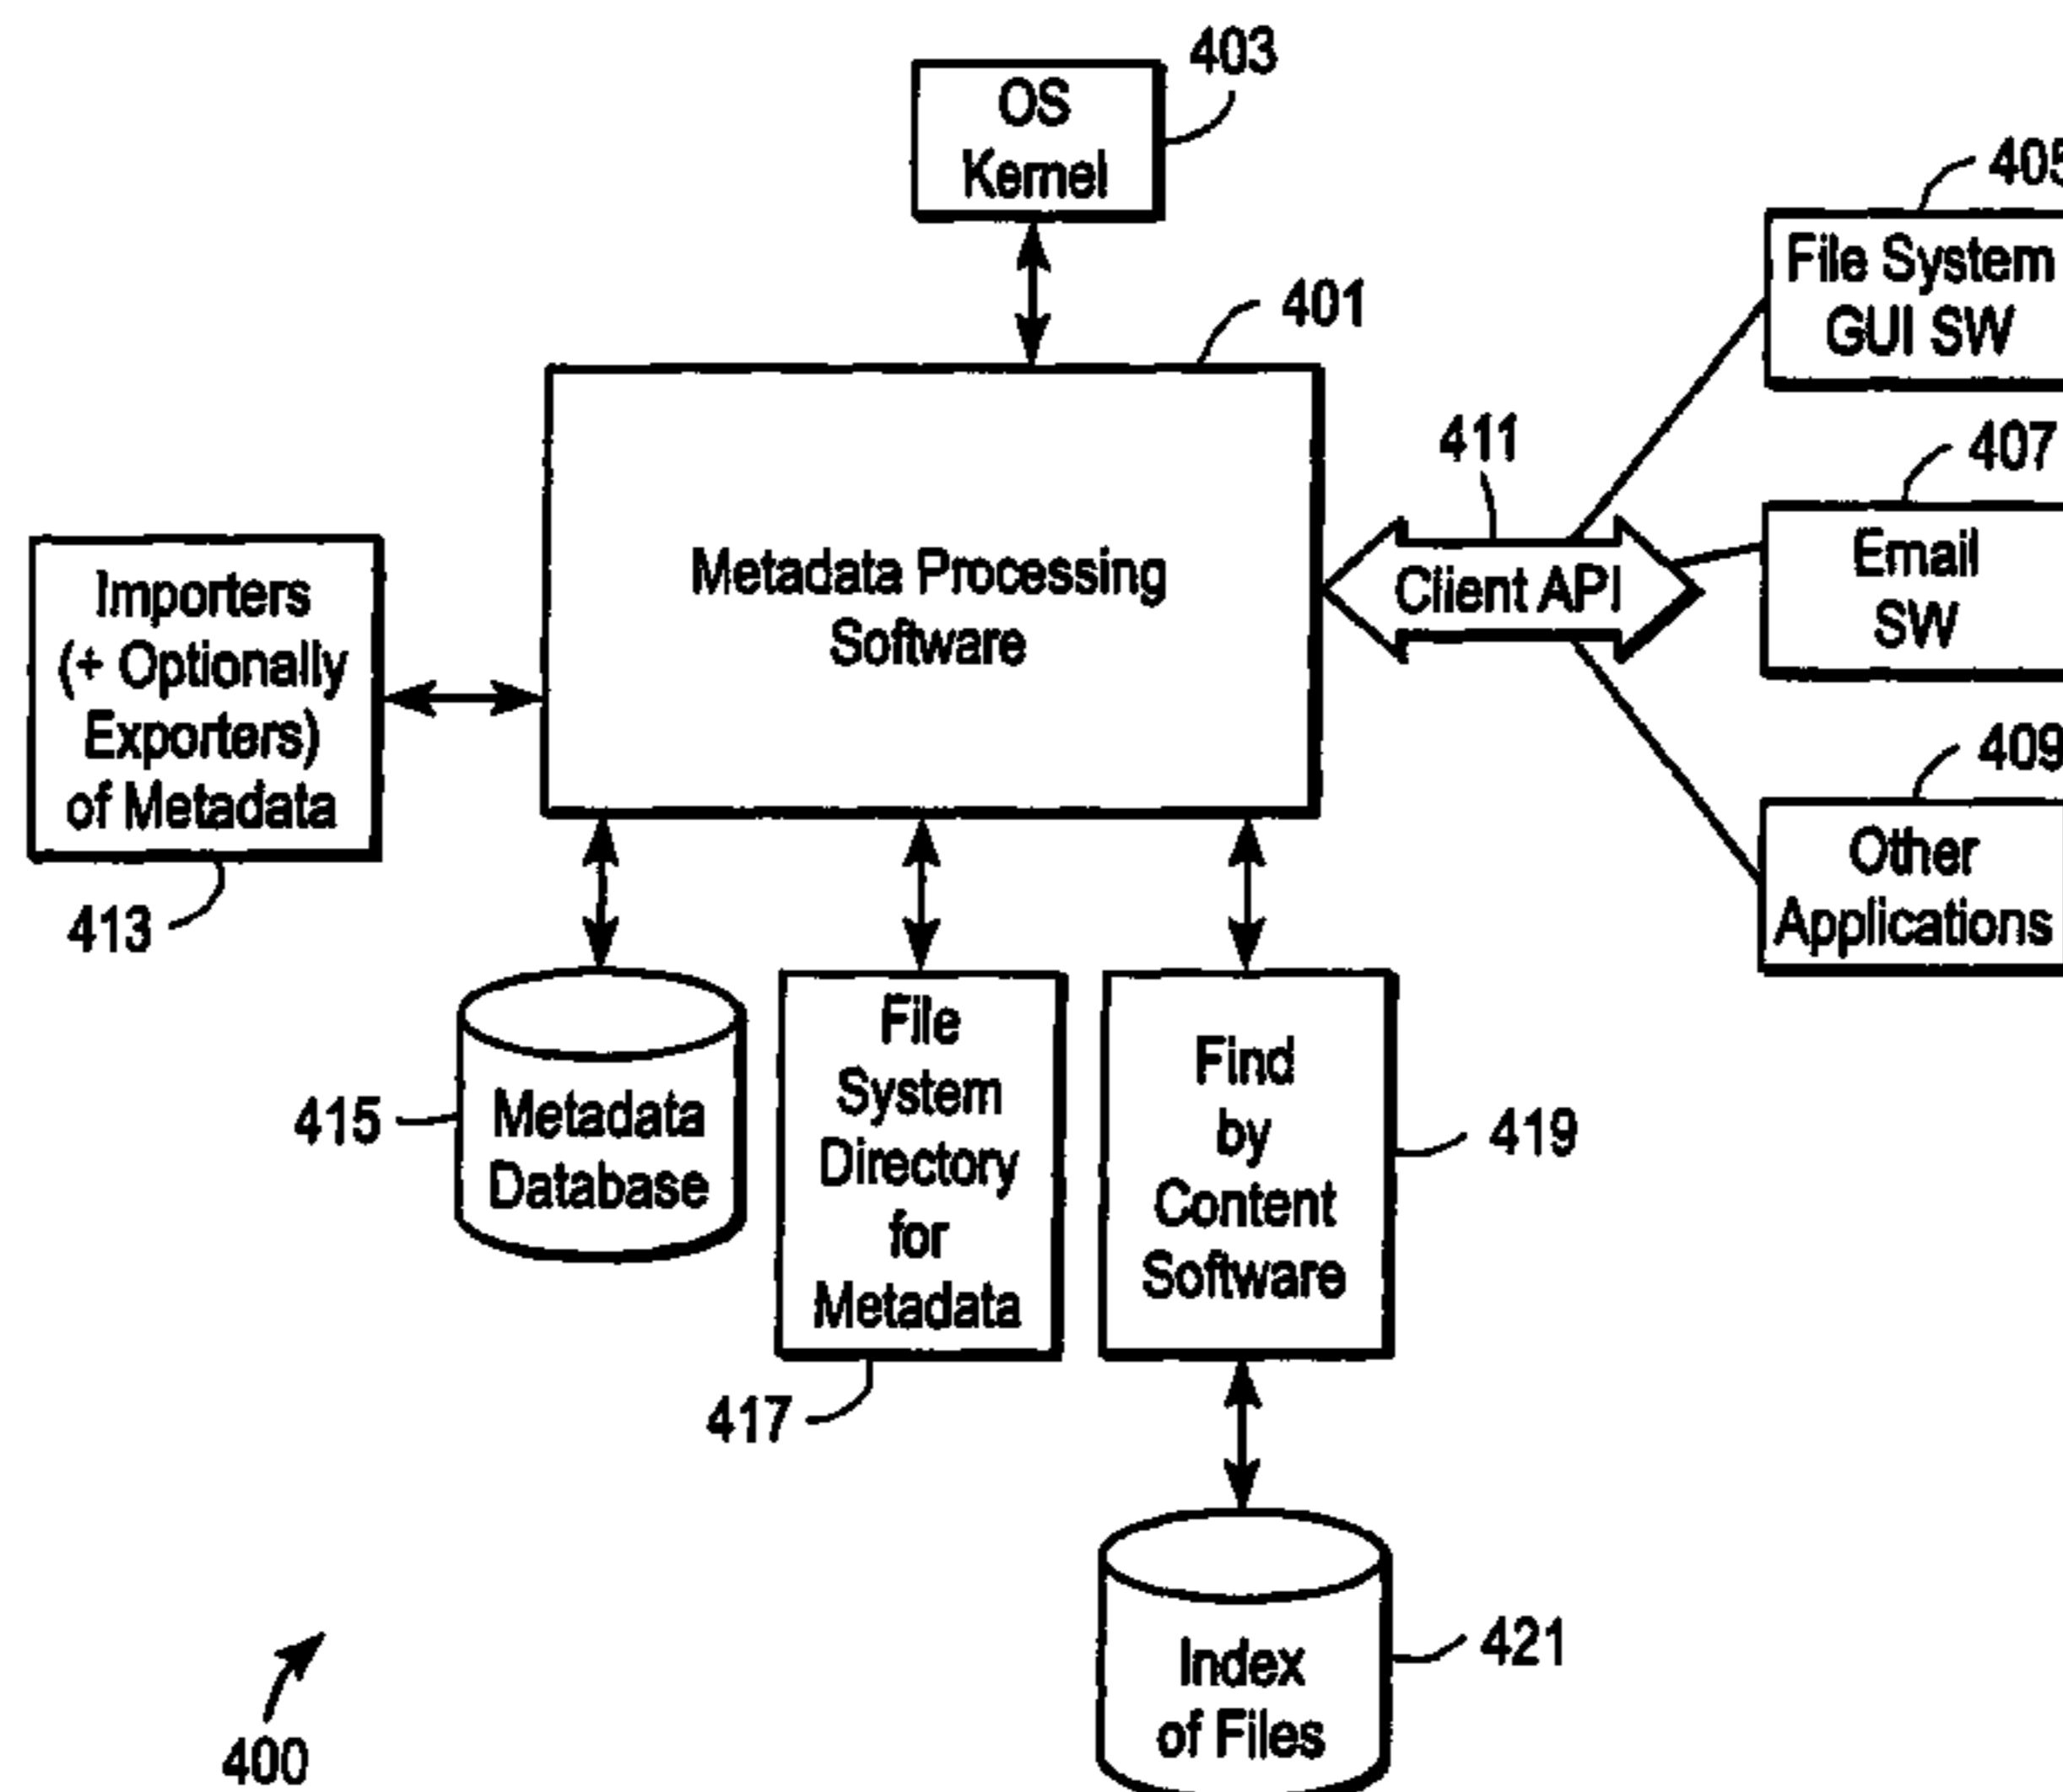 403
OS
Kernel
405
File System
GUI SW
401
411
407
Email
SW
Client API
Metadata Processing
Software
Importers
(+ Optionally
Exporters)
of Metadata
413
409
Other
Applications
415
Metadata
Database
File
System
Directory
for
Metadata
417
Find
by
Content
Software
419
421
Index
of Files
400